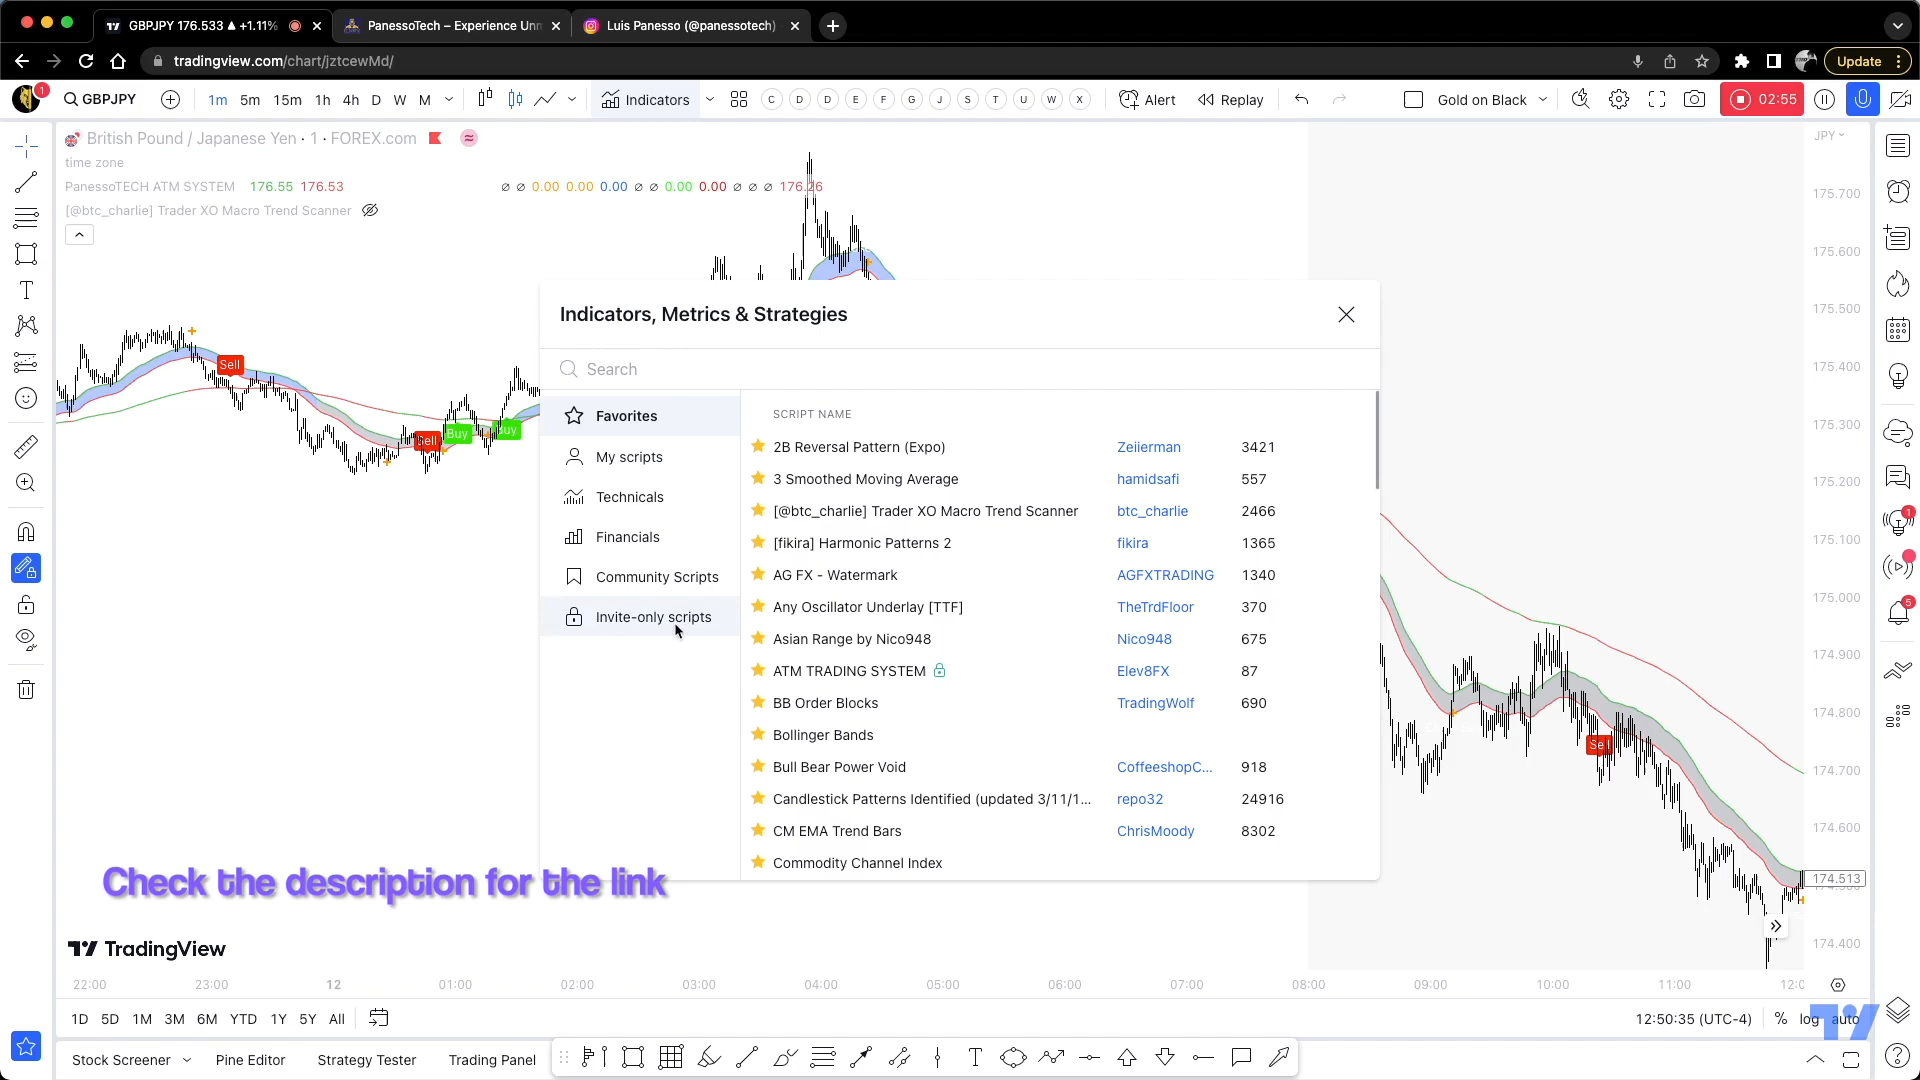 GBPJPY 176.533 ▲ +1.11%
PanessoTech – Experience Unm
Luis Panesso (@panessotech)
tradingview.com/chart/jztcewMd/
Update
1
GBPJPY
1m 5m 15m 1h 4h D W M
Indicators
C D D E F G J S T U W X
Alert
Replay
Gold on Black
02:55
British Pound / Japanese Yen · 1 · FOREX.com
JPY
time zone
PanessoTECH ATM SYSTEM 176.55 176.53 ∅ ∅ 0.00 0.00 0.00 ∅ ∅ 0.00 0.00 ∅ ∅ ∅ 176.26
[@btc_charlie] Trader XO Macro Trend Scanner
175.700
175.600
175.500
175.400
175.300
175.200
175.100
175.000
174.900
174.800
174.700
174.600
174.513
174.400
Sell
Sell
Buy
Buy
Sell
Indicators, Metrics & Strategies
Search
Favorites
My scripts
Technicals
Financials
Community Scripts
Invite-only scripts
SCRIPT NAME
2B Reversal Pattern (Expo) Zeiierman 3421
3 Smoothed Moving Average hamidsafi 557
[@btc_charlie] Trader XO Macro Trend Scanner btc_charlie 2466
[fikira] Harmonic Patterns 2 fikira 1365
AG FX - Watermark AGFXTRADING 1340
Any Oscillator Underlay [TTF] TheTrdFloor 370
Asian Range by Nico948 Nico948 675
ATM TRADING SYSTEM Elev8FX 87
BB Order Blocks TradingWolf 690
Bollinger Bands
Bull Bear Power Void CoffeeshopC... 918
Candlestick Patterns Identified (updated 3/11/1... repo32 24916
CM EMA Trend Bars ChrisMoody 8302
Commodity Channel Index
1
5
Check the description for the link
TradingView
22:00 23:00 12 01:00 02:00 03:00 04:00 05:00 06:00 07:00 08:00 09:00 10:00 11:00 12:0
1D 5D 1M 3M 6M YTD 1Y 5Y All
12:50:35 (UTC-4) % log auto
Stock Screener Pine Editor Strategy Tester Trading Panel